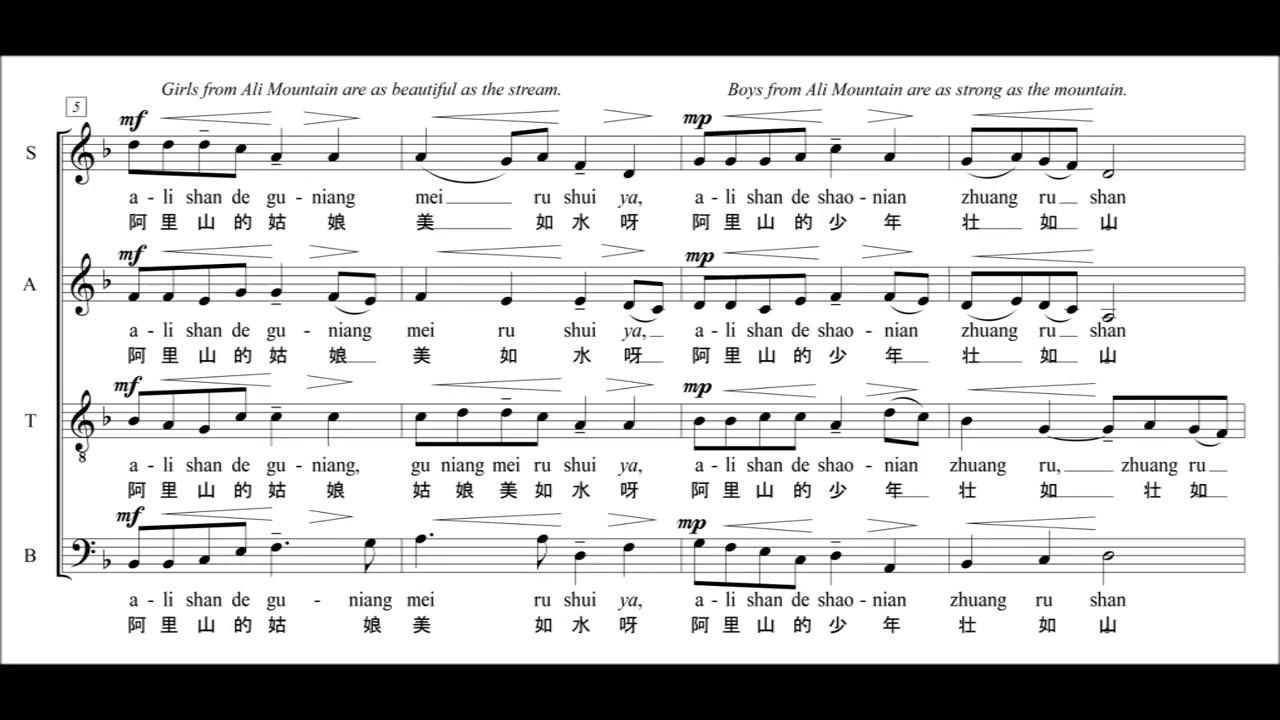 Girls from Ali Mountain are as beautiful as the stream. Boys from Ali Mountain are as strong as the mountain.
5
mf mp
S
a - li shan de gu - niang mei ru shui ya, a - li shan de shao - nian zhuang ru shan
阿 里 山 的 姑 娘 美 如 水 呀 阿 里 山 的 少 年 壮 如 山
mf mp
A
a - li shan de gu - niang mei ru shui ya, a - li shan de shao - nian zhuang ru shan
阿 里 山 的 姑 娘 美 如 水 呀 阿 里 山 的 少 年 壮 如 山
mf mp
T
8
a - li shan de gu - niang, gu niang mei ru shui ya, a - li shan de shao - nian zhuang ru, zhuang ru
阿 里 山 的 姑 娘 姑 娘 美 如 水 呀 阿 里 山 的 少 年 壮 如 壮 如
mf mp
B
a - li shan de gu - niang mei ru shui ya, a - li shan de shao - nian zhuang ru shan
阿 里 山 的 姑 娘 美 如 水 呀 阿 里 山 的 少 年 壮 如 山